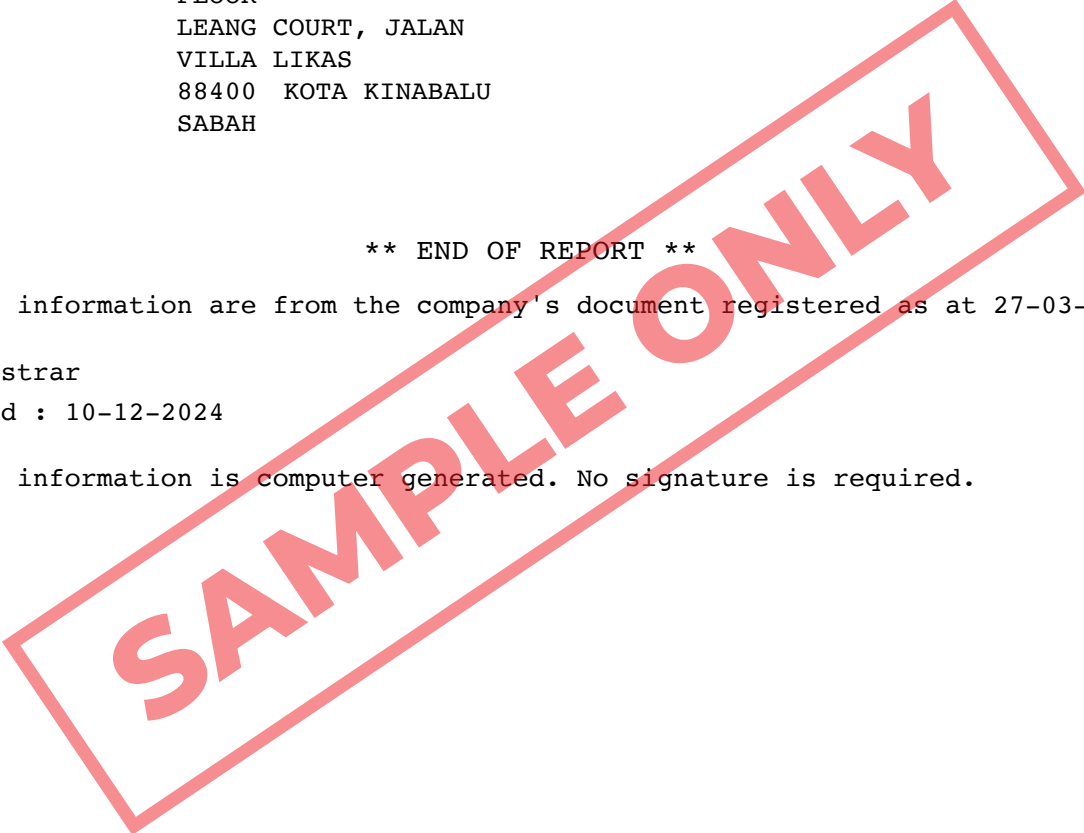 FLOOR
LEANG COURT, JALAN
VILLA LIKAS
88400 KOTA KINABALU
SABAH
** END OF REPORT **
information are from the company's document registered as at 27-03-
strar
d : 10-12-2024
information is computer generated. No signature is required.
SAMPLE ONLY